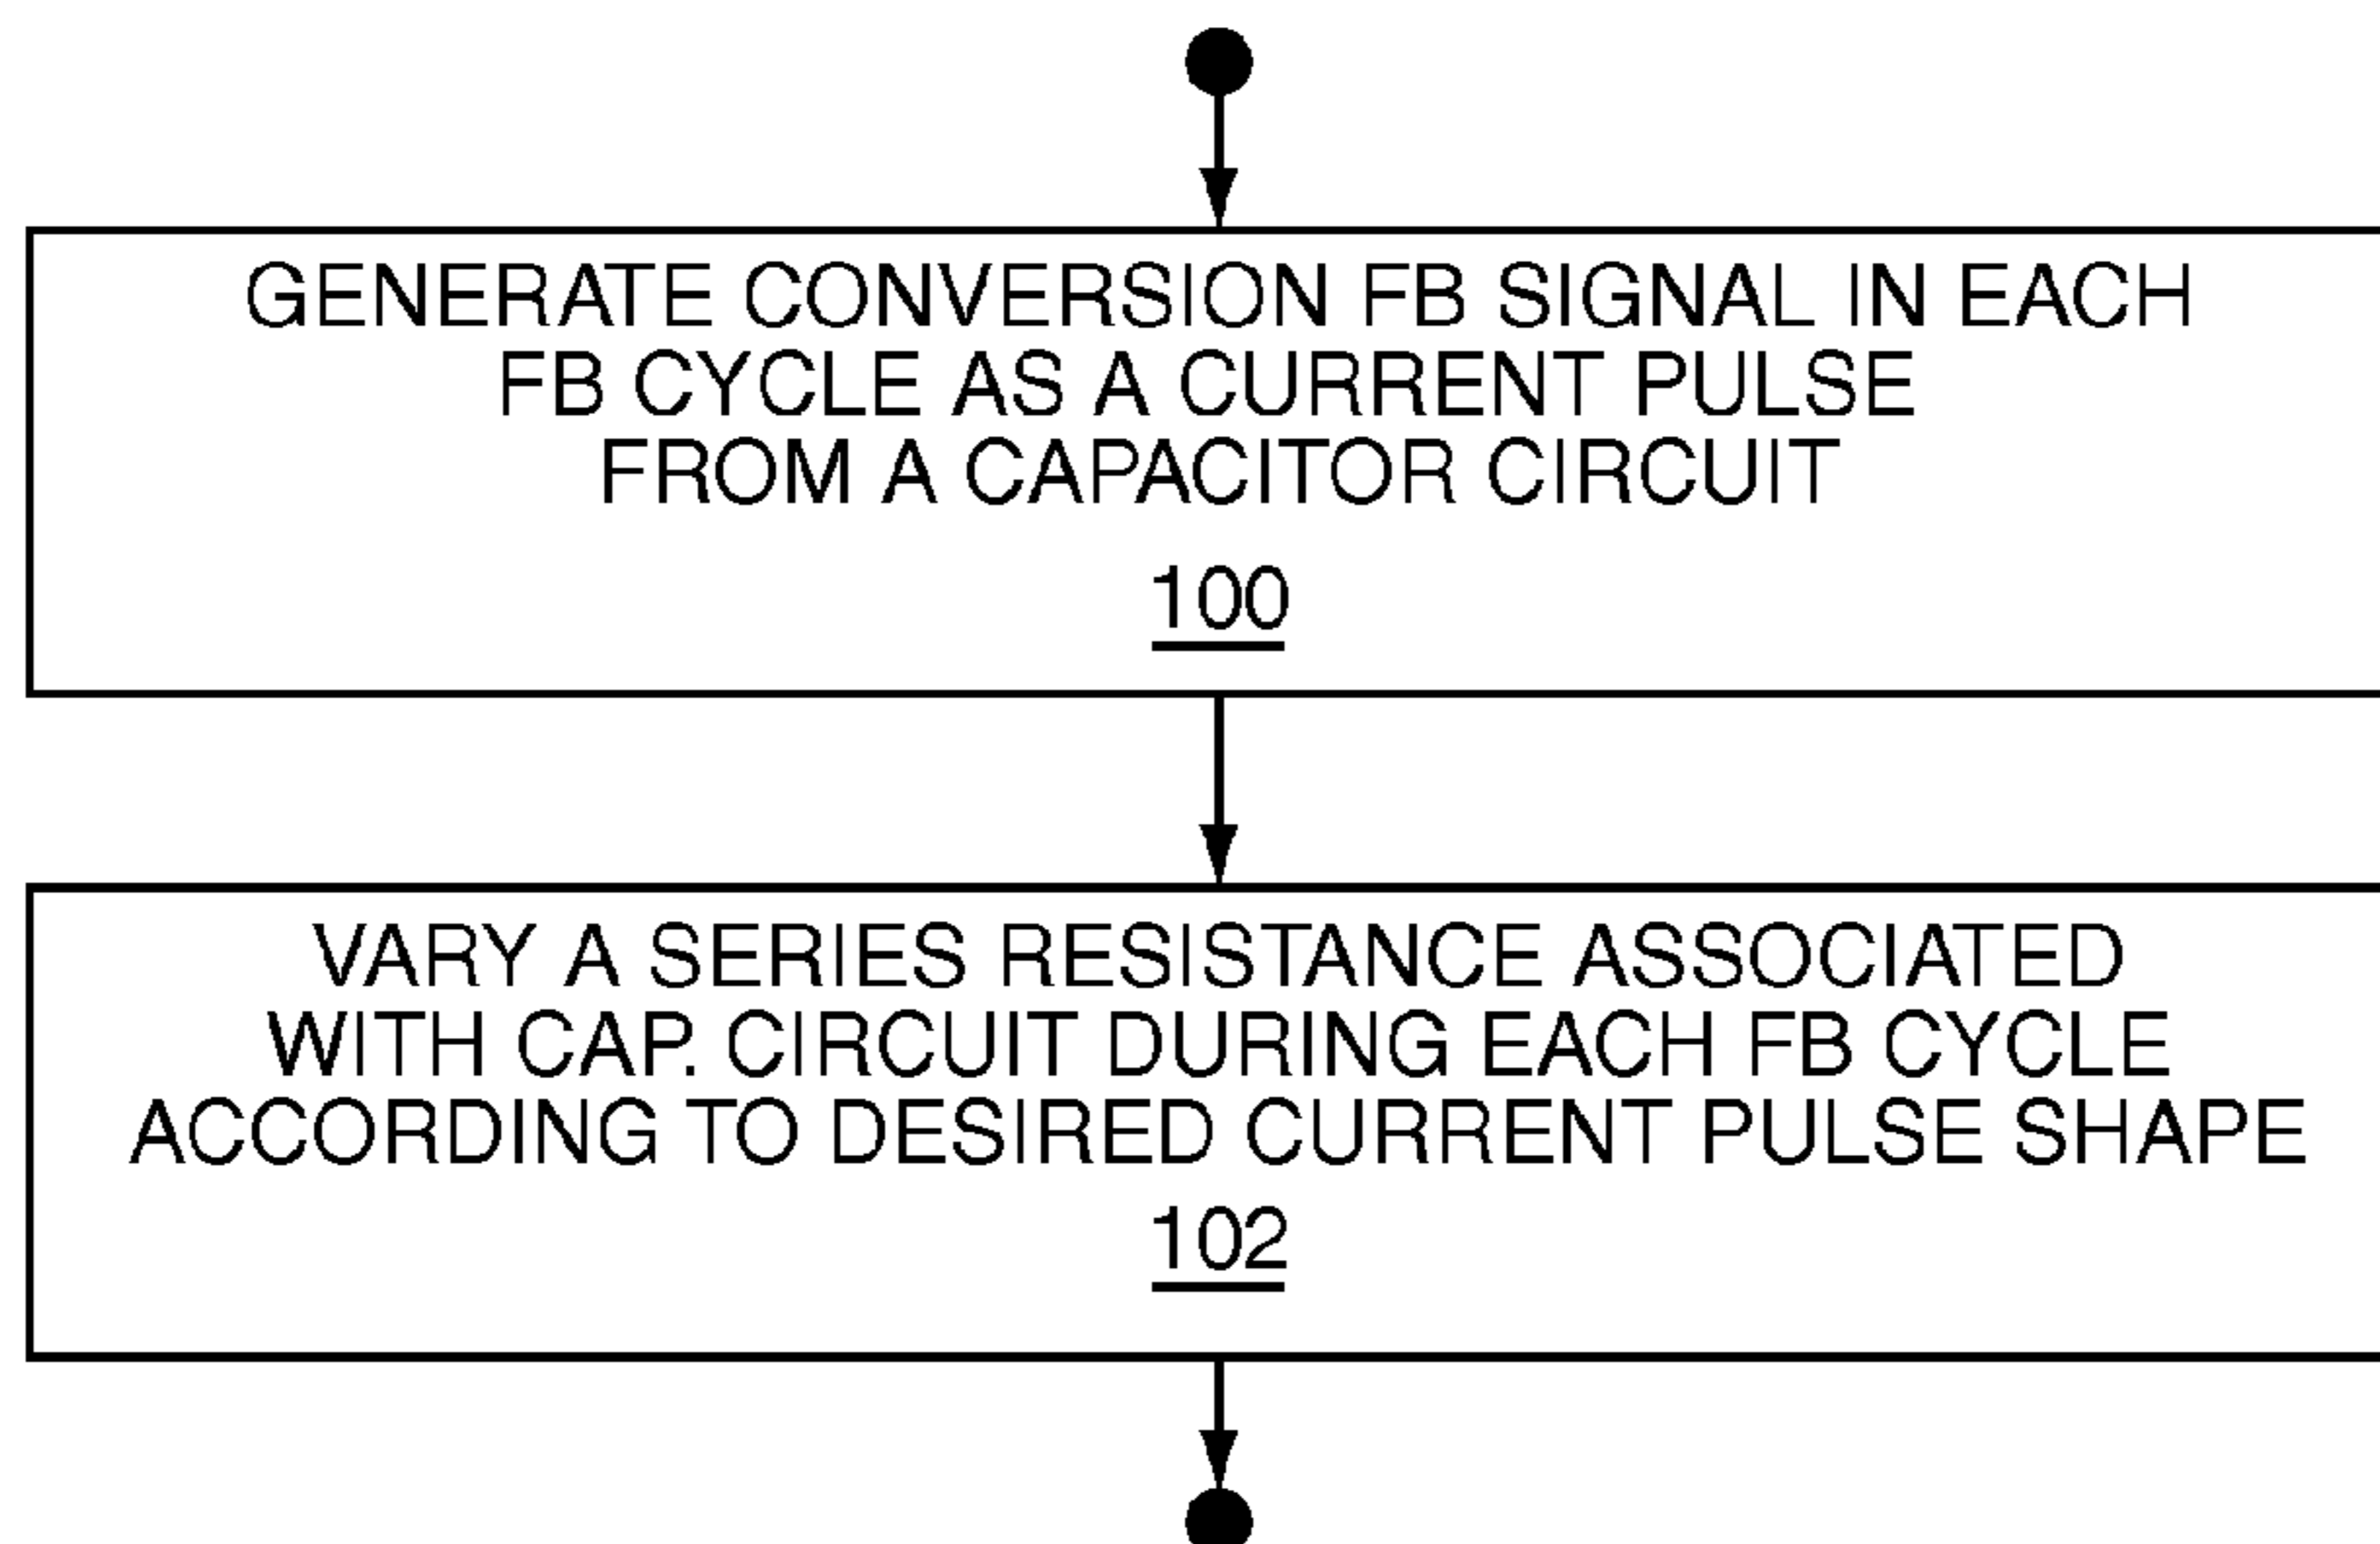 GENERATE CONVERSION FB SIGNAL IN EACH
FB CYCLE AS A CURRENT PULSE
FROM A CAPACITOR CIRCUIT
100
VARY A SERIES RESISTANCE ASSOCIATED
WITH CAP. CIRCUIT DURING EACH FB CYCLE
ACCORDING TO DESIRED CURRENT PULSE SHAPE
102